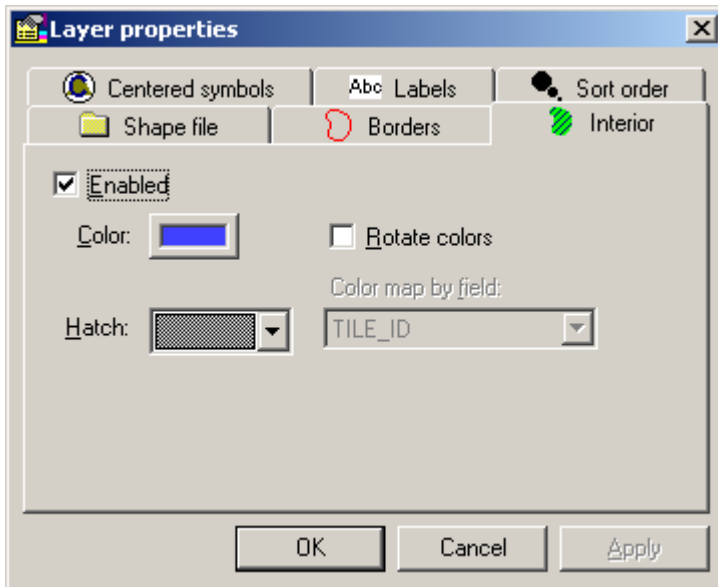 Layer properties
Centered symbols
Abc Labels
Sort order
Shape file
Borders
Interior
Enabled
Color:
Rotate colors
Color map by field:
Hatch:
TILE_ID
OK
Cancel
Apply